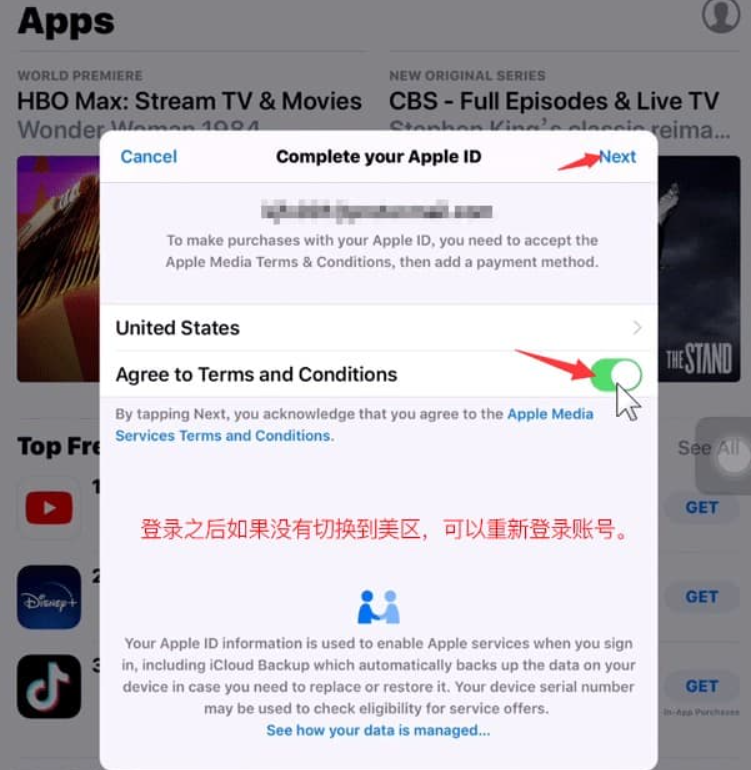 Apps
WORLD PREMIERE
HBO Max: Stream TV & Movies
Wonder Woman 1984
NEW ORIGINAL SERIES
CBS - Full Episodes & Live TV
Stephen King's classic reima...
Cancel
Complete your Apple ID
Next
To make purchases with your Apple ID, you need to accept the
Apple Media Terms & Conditions, then add a payment method.
United States
Agree to Terms and Conditions
By tapping Next, you acknowledge that you agree to the Apple Media
Services Terms and Conditions.
THE STAND
Top Fre
See All
登录之后如果没有切换到美区，可以重新登录账号。
1
GET
2
Disney+
GET
3
GET
In-App Purchases
Your Apple ID information is used to enable Apple services when you sign
in, including iCloud Backup which automatically backs up the data on your
device in case you need to replace or restore it. Your device serial number
may be used to check eligibility for service offers.
See how your data is managed...